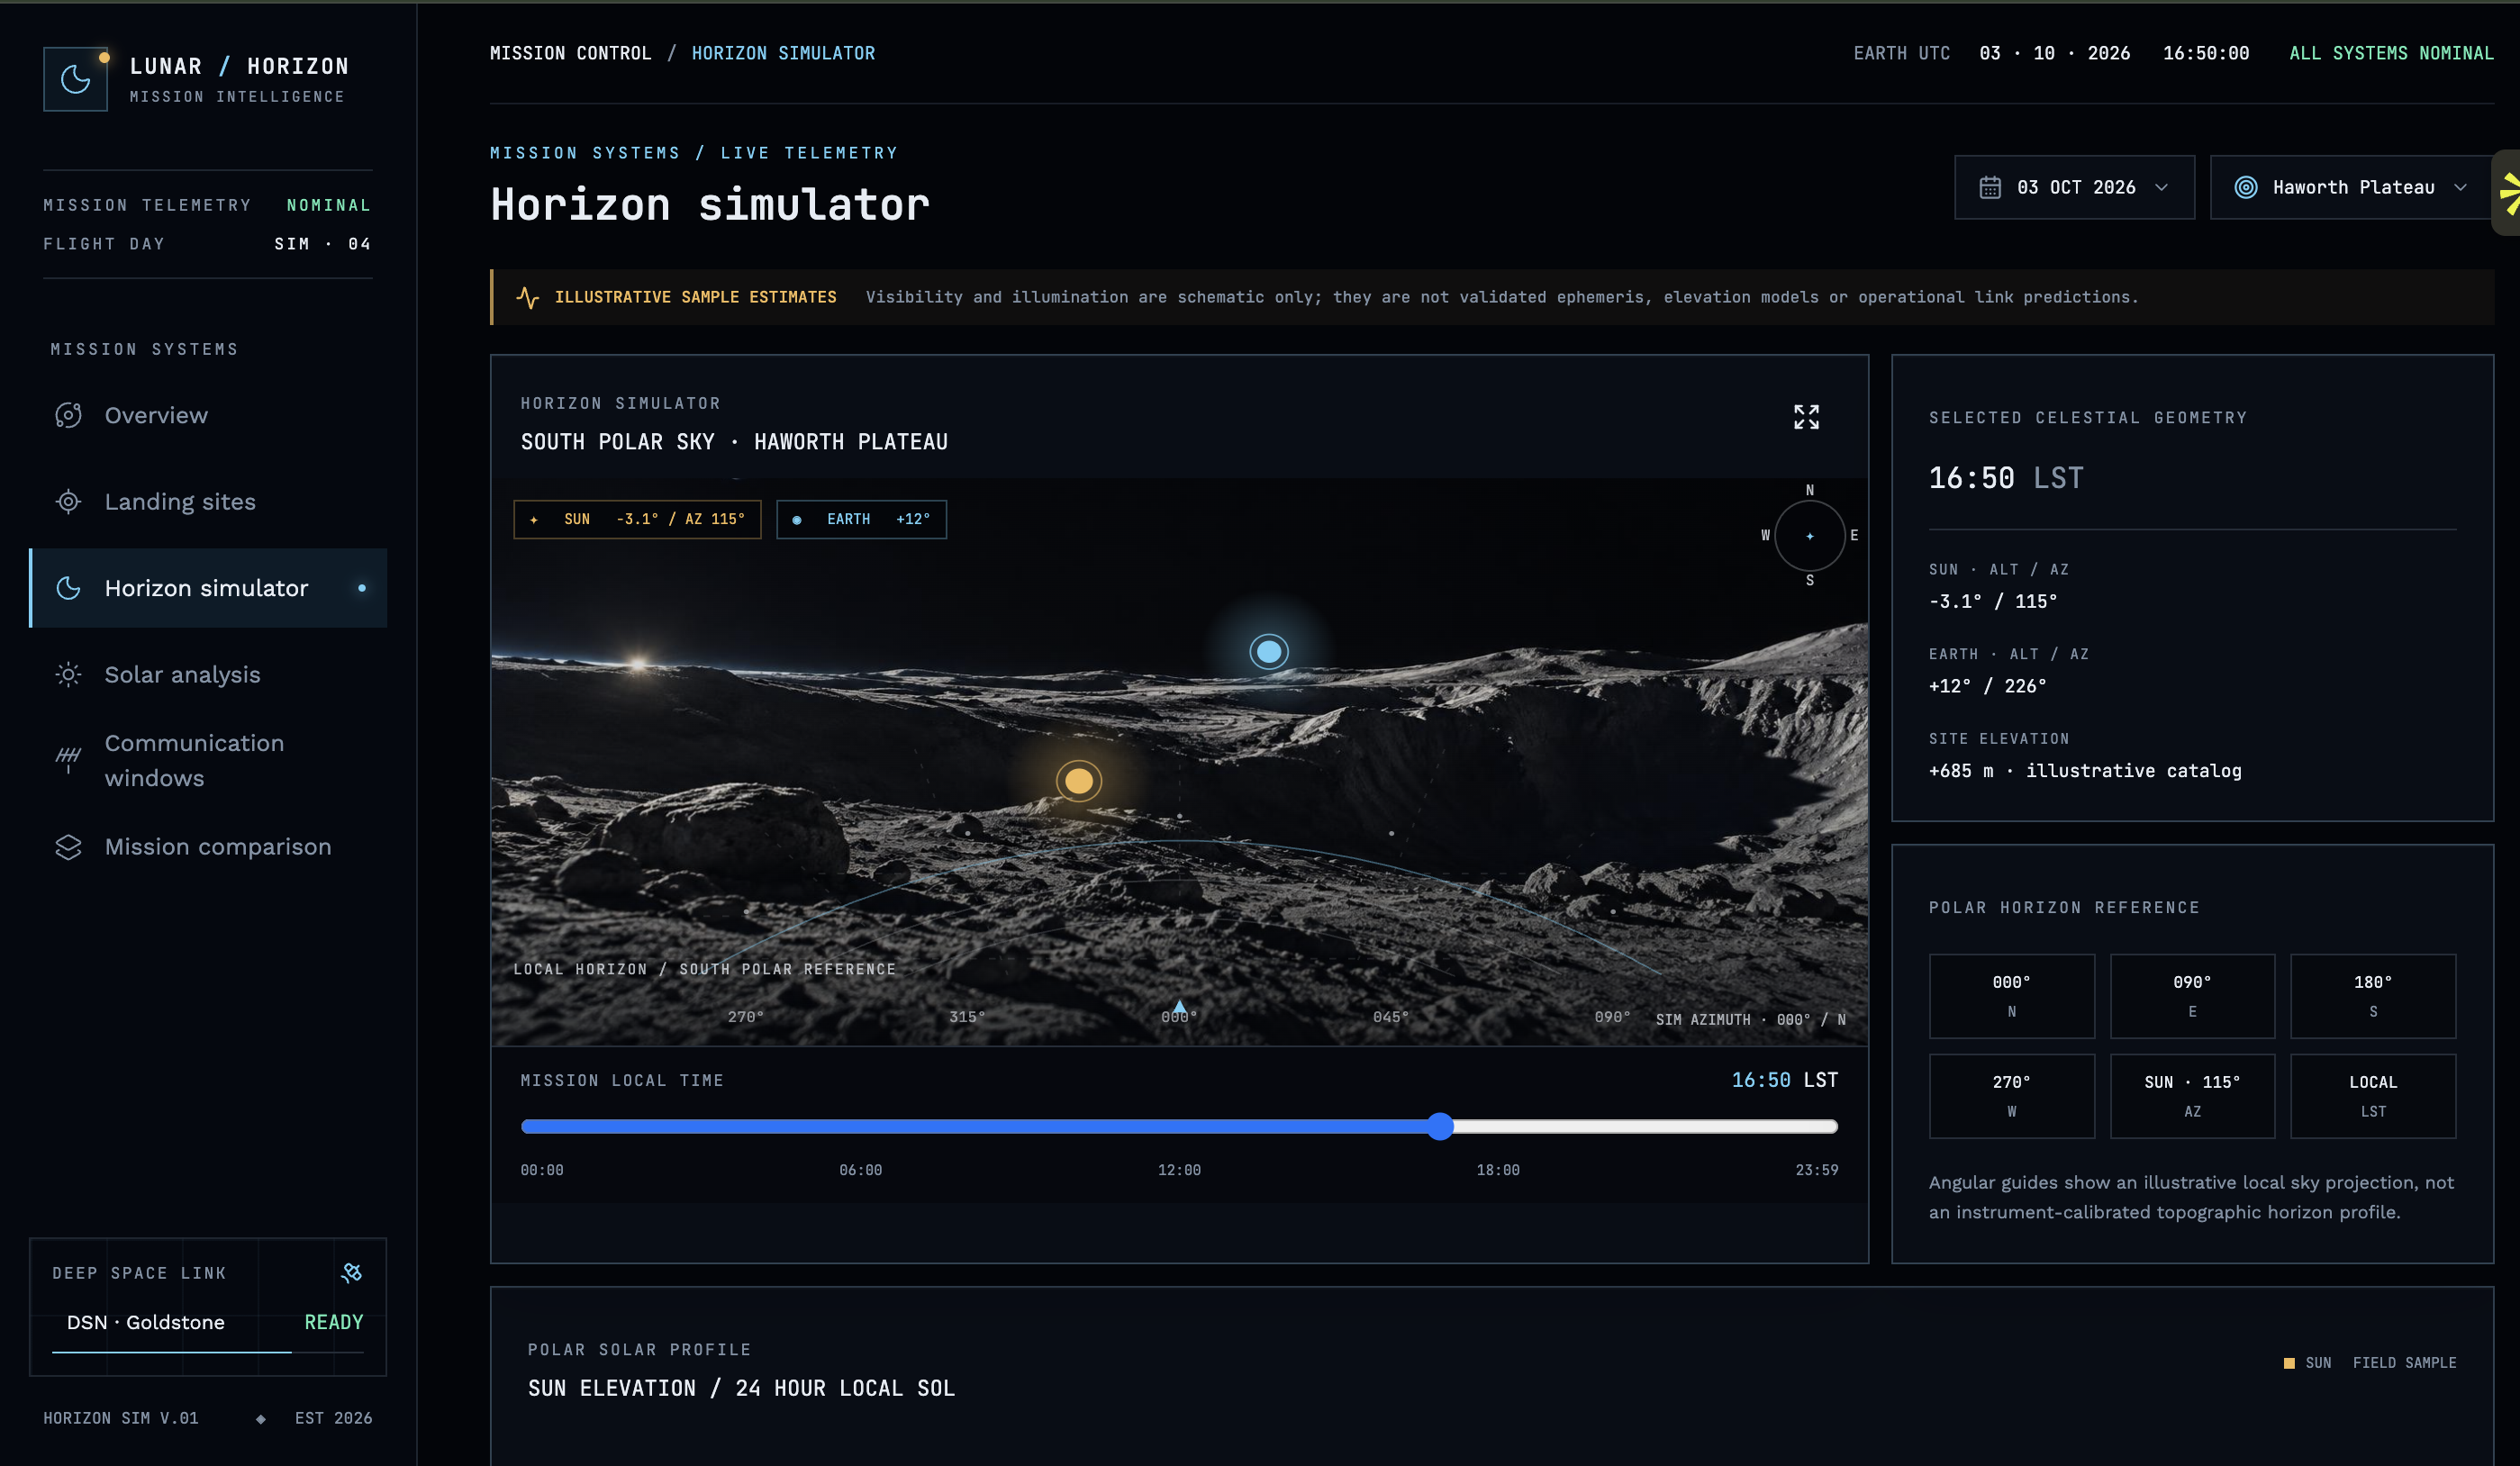 LUNAR / HORIZON
MISSION INTELLIGENCE
MISSION TELEMETRY NOMINAL
FLIGHT DAY SIM · 04
MISSION SYSTEMS
Overview
Landing sites
Horizon simulator
Solar analysis
Communication
windows
Mission comparison
DEEP SPACE LINK
DSN · Goldstone READY
HORIZON SIM V.01 ◆ EST 2026
MISSION CONTROL / HORIZON SIMULATOR
EARTH UTC 03 · 10 · 2026 16:50:00 ALL SYSTEMS NOMINAL
MISSION SYSTEMS / LIVE TELEMETRY
Horizon simulator
03 OCT 2026
Haworth Plateau
ILLUSTRATIVE SAMPLE ESTIMATES Visibility and illumination are schematic only; they are not validated ephemeris, elevation models or operational link predictions.
HORIZON SIMULATOR
SOUTH POLAR SKY · HAWORTH PLATEAU
✦ SUN -3.1° / AZ 115°
◉ EARTH +12°
N
W E
S
LOCAL HORIZON / SOUTH POLAR REFERENCE
270° 315° 000° 045° 090°
SIM AZIMUTH · 000° / N
MISSION LOCAL TIME 16:50 LST
00:00 06:00 12:00 18:00 23:59
SELECTED CELESTIAL GEOMETRY
16:50 LST
SUN · ALT / AZ
-3.1° / 115°
EARTH · ALT / AZ
+12° / 226°
SITE ELEVATION
+685 m · illustrative catalog
POLAR HORIZON REFERENCE
000° 090° 180°
N E S
270° SUN · 115° LOCAL
W AZ LST
Angular guides show an illustrative local sky projection, not
an instrument-calibrated topographic horizon profile.
POLAR SOLAR PROFILE
SUN ELEVATION / 24 HOUR LOCAL SOL
SUN FIELD SAMPLE